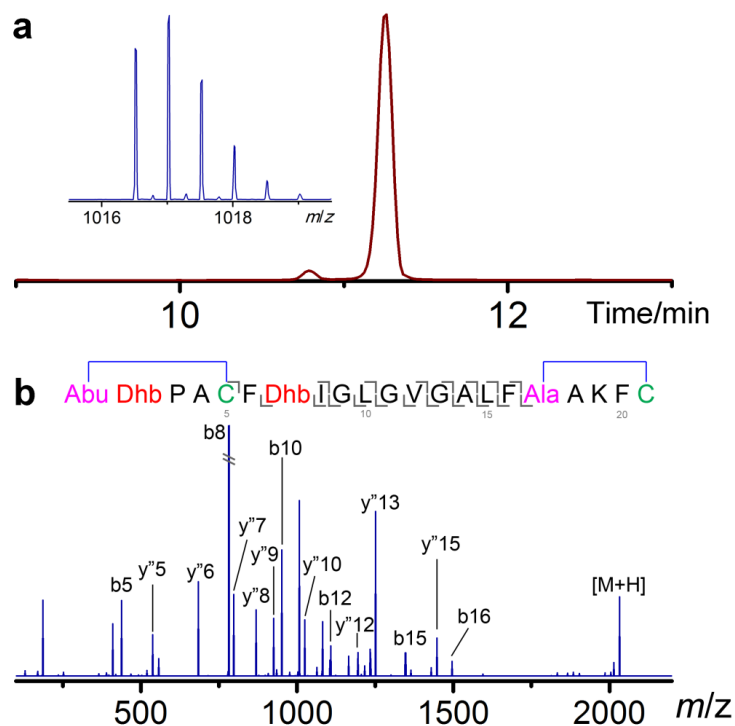 a
1016 1018 m/z
10 12 Time/min
b
Abu Dhb P A C F Dhb I G L G V G A L F Ala A K F C
5 10 15 20
b8
b10
y”13
y”7
y”15
y”9
b5 y”5 y”6 y”8 y”10 b12 y”12 b15 b16 [M+H]
500 1000 1500 2000 m/z